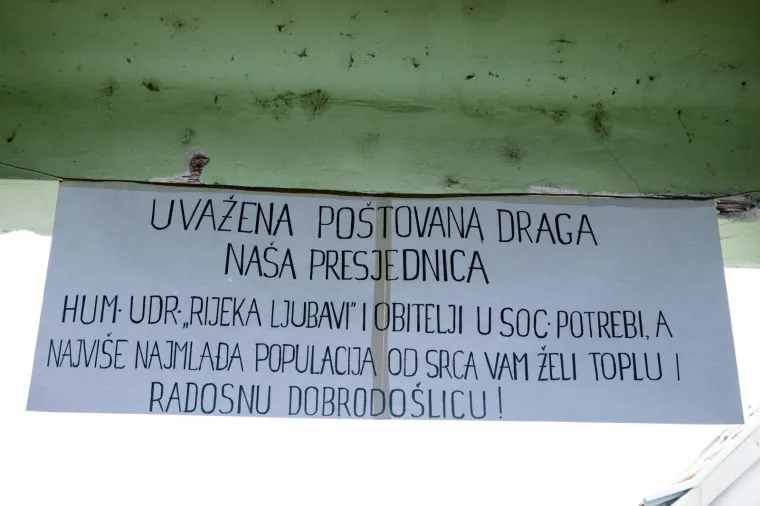 UVAŽENA POŠTOVANA DRAGA
NAŠA PRESJEDNICA
HUM. UDR. „RIJEKA LJUBAVI" I OBITELJI U SOC. POTREBI, A
NAJVIŠE NAJMLAĐA POPULACIJA OD SRCA VAM ŽELI TOPLU I
RADOSNU DOBRODOŠLICU!